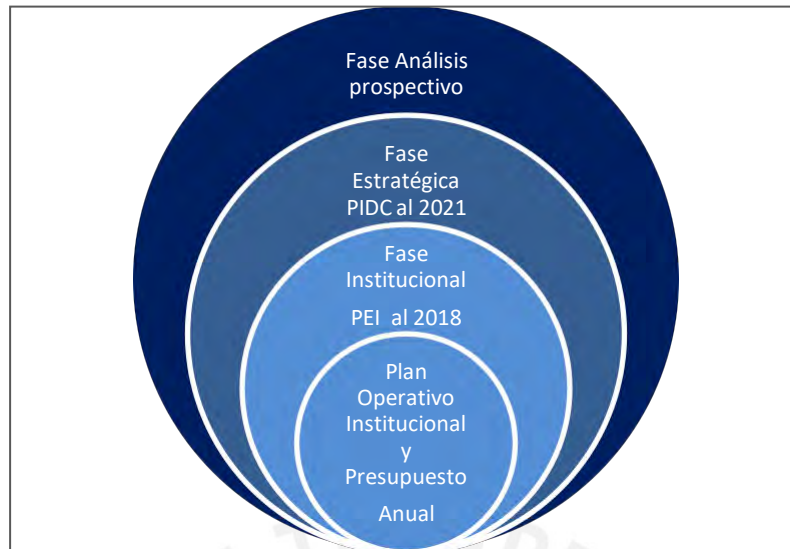 Fase Análisis
prospectivo
Fase
Estratégica
PIDC al 2021
Fase
Institucional
PEI al 2018
Plan
Operativo
Institucional
y
Presupuesto
Anual